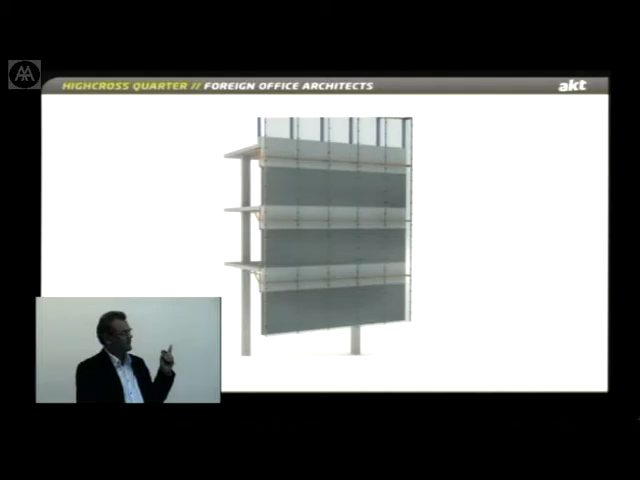 AA
HIGHCROSS QUARTER // FOREIGN OFFICE ARCHITECTS
akt